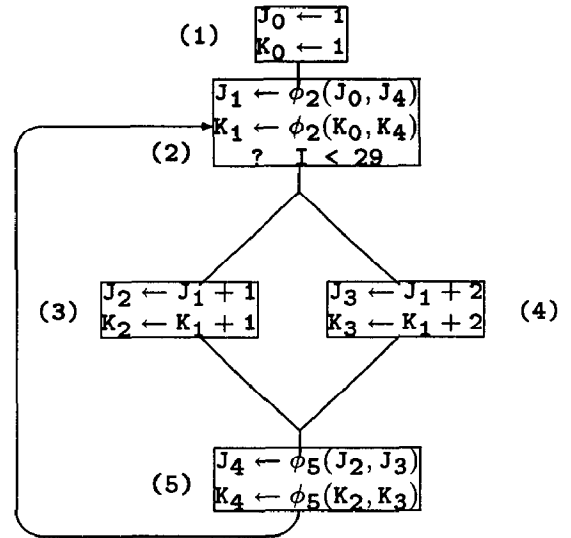 (1)
J₀ ← 1
K₀ ← 1
(2)
J₁ ← ϕ₂(J₀, J₄)
K₁ ← ϕ₂(K₀, K₄)
? I < 29
(3)
J₂ ← J₁ + 1
K₂ ← K₁ + 1
J₃ ← J₁ + 2
K₃ ← K₁ + 2
(4)
(5)
J₄ ← ϕ₅(J₂, J₃)
K₄ ← ϕ₅(K₂, K₃)